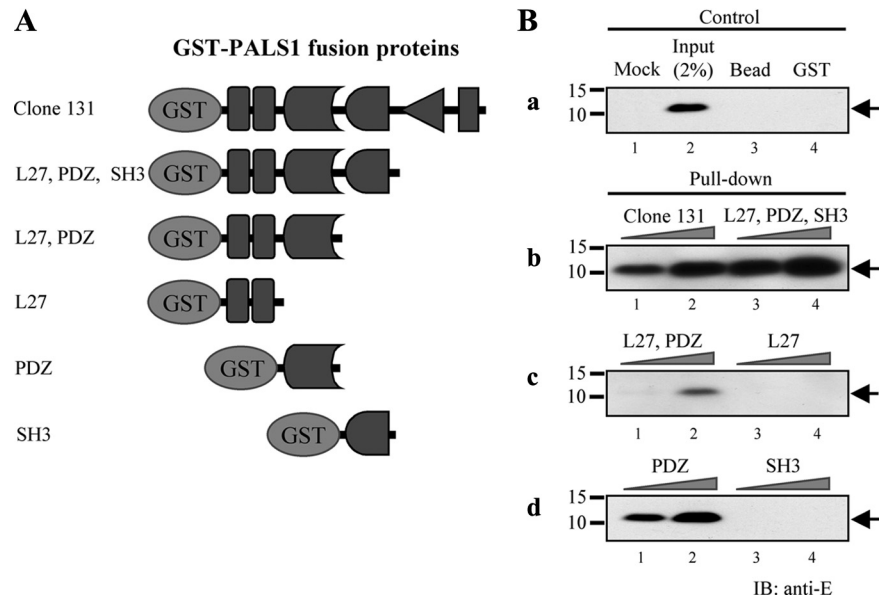 A
GST-PALS1 fusion proteins
Clone 131
GST
L27, PDZ, SH3
GST
L27, PDZ
GST
L27
GST
PDZ
GST
SH3
GST
B
Control
Mock
Input
(2%)
Bead
GST
a
15
10
1 2 3 4
Pull-down
Clone 131
L27, PDZ, SH3
b
15
10
1 2 3 4
L27, PDZ
L27
c
15
10
1 2 3 4
PDZ
SH3
d
15
10
1 2 3 4
IB: anti-E